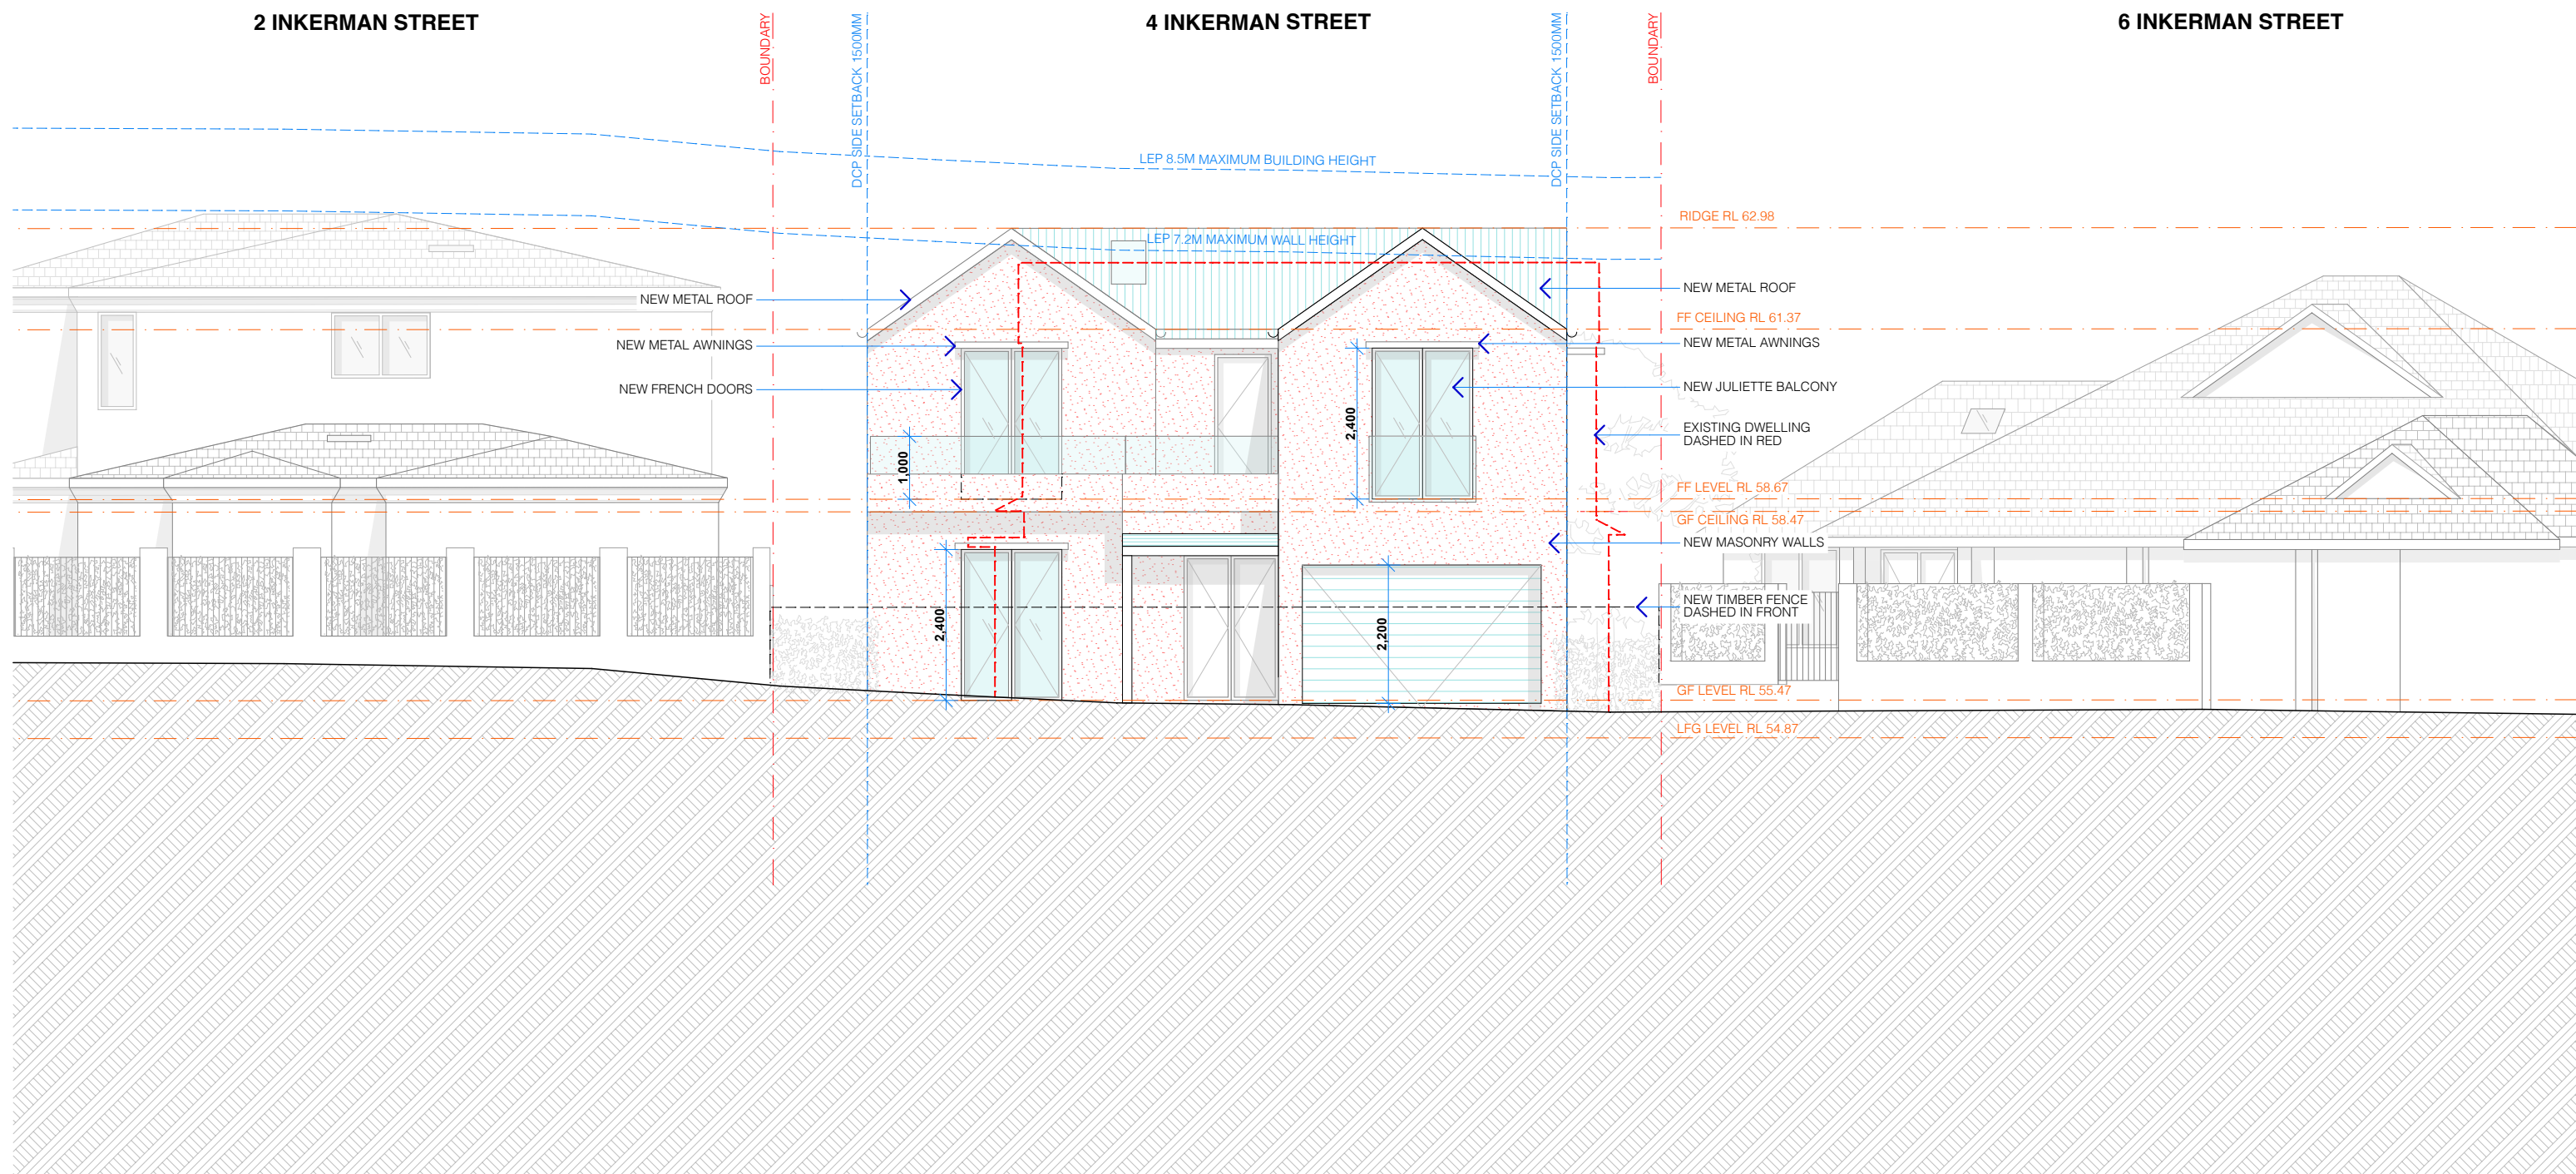 2 INKERMAN STREET
4 INKERMAN STREET
6 INKERMAN STREET
BOUNDARY
DCP SIDE SETBACK 1500MM
DCP SIDE SETBACK 1500MM
BOUNDARY
LEP 8.5M MAXIMUM BUILDING HEIGHT
RIDGE RL 62.98
LEP 7.2M MAXIMUM WALL HEIGHT
NEW METAL ROOF
NEW METAL ROOF
FF CEILING RL 61.37
NEW METAL AWNINGS
NEW METAL AWNINGS
NEW FRENCH DOORS
NEW JULIETTE BALCONY
2,400
1,000
EXISTING DWELLING
DASHED IN RED
FF LEVEL RL 58.67
GF CEILING RL 58.47
NEW MASONRY WALLS
NEW TIMBER FENCE
DASHED IN FRONT
2,400
2,200
GF LEVEL RL 55.47
LFG LEVEL RL 54.87